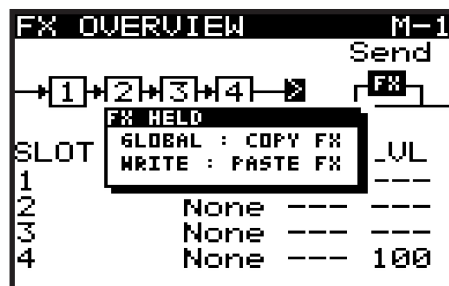 FX OVERVIEW M-1
Send
1 2 3 4 FX
FX HELD
GLOBAL : COPY FX
WRITE : PASTE FX
SLOT LVL
1 ---
2 None --- ---
3 None --- ---
4 None --- 100